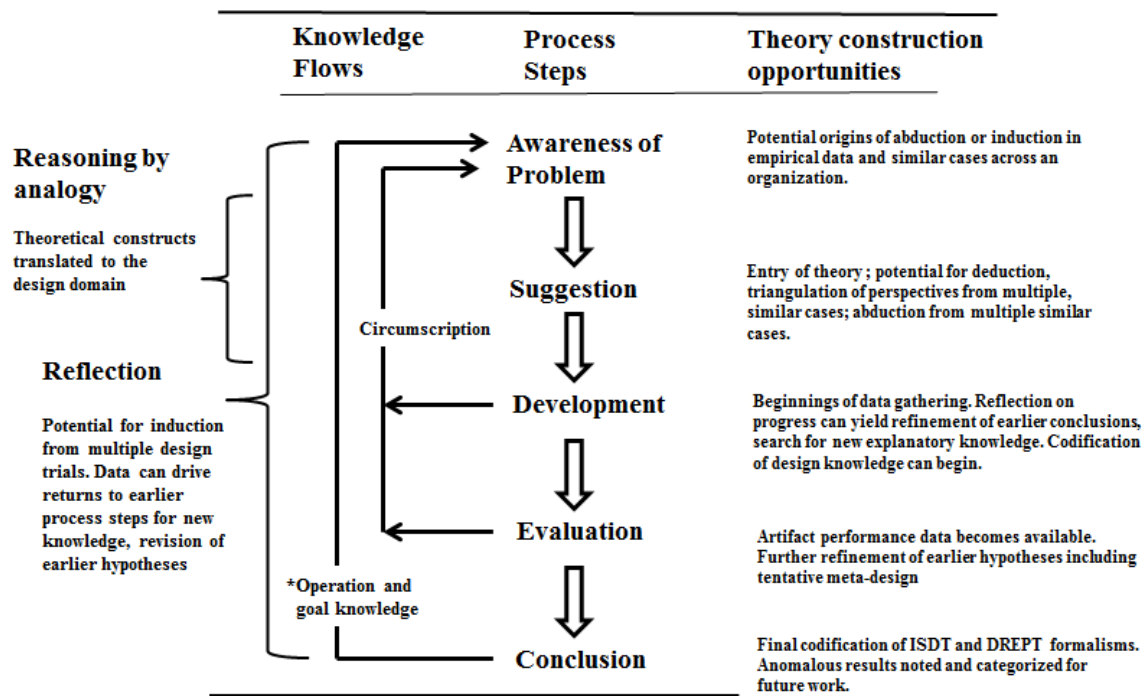 Knowledge
Flows
Process
Steps
Theory construction
opportunities
Reasoning by
analogy
Theoretical constructs
translated to the
design domain
Reflection
Potential for induction
from multiple design
trials. Data can drive
returns to earlier
process steps for new
knowledge, revision of
earlier hypotheses
Circumscription
*Operation and
goal knowledge
Awareness of
Problem
Potential origins of abduction or induction in
empirical data and similar cases across an
organization.
Suggestion
Entry of theory ; potential for deduction,
triangulation of perspectives from multiple,
similar cases; abduction from multiple similar
cases.
Development
Beginnings of data gathering. Reflection on
progress can yield refinement of earlier conclusions,
search for new explanatory knowledge. Codification
of design knowledge can begin.
Evaluation
Artifact performance data becomes available.
Further refinement of earlier hypotheses including
tentative meta-design
Conclusion
Final codification of ISDT and DREPT formalisms.
Anomalous results noted and categorized for
future work.